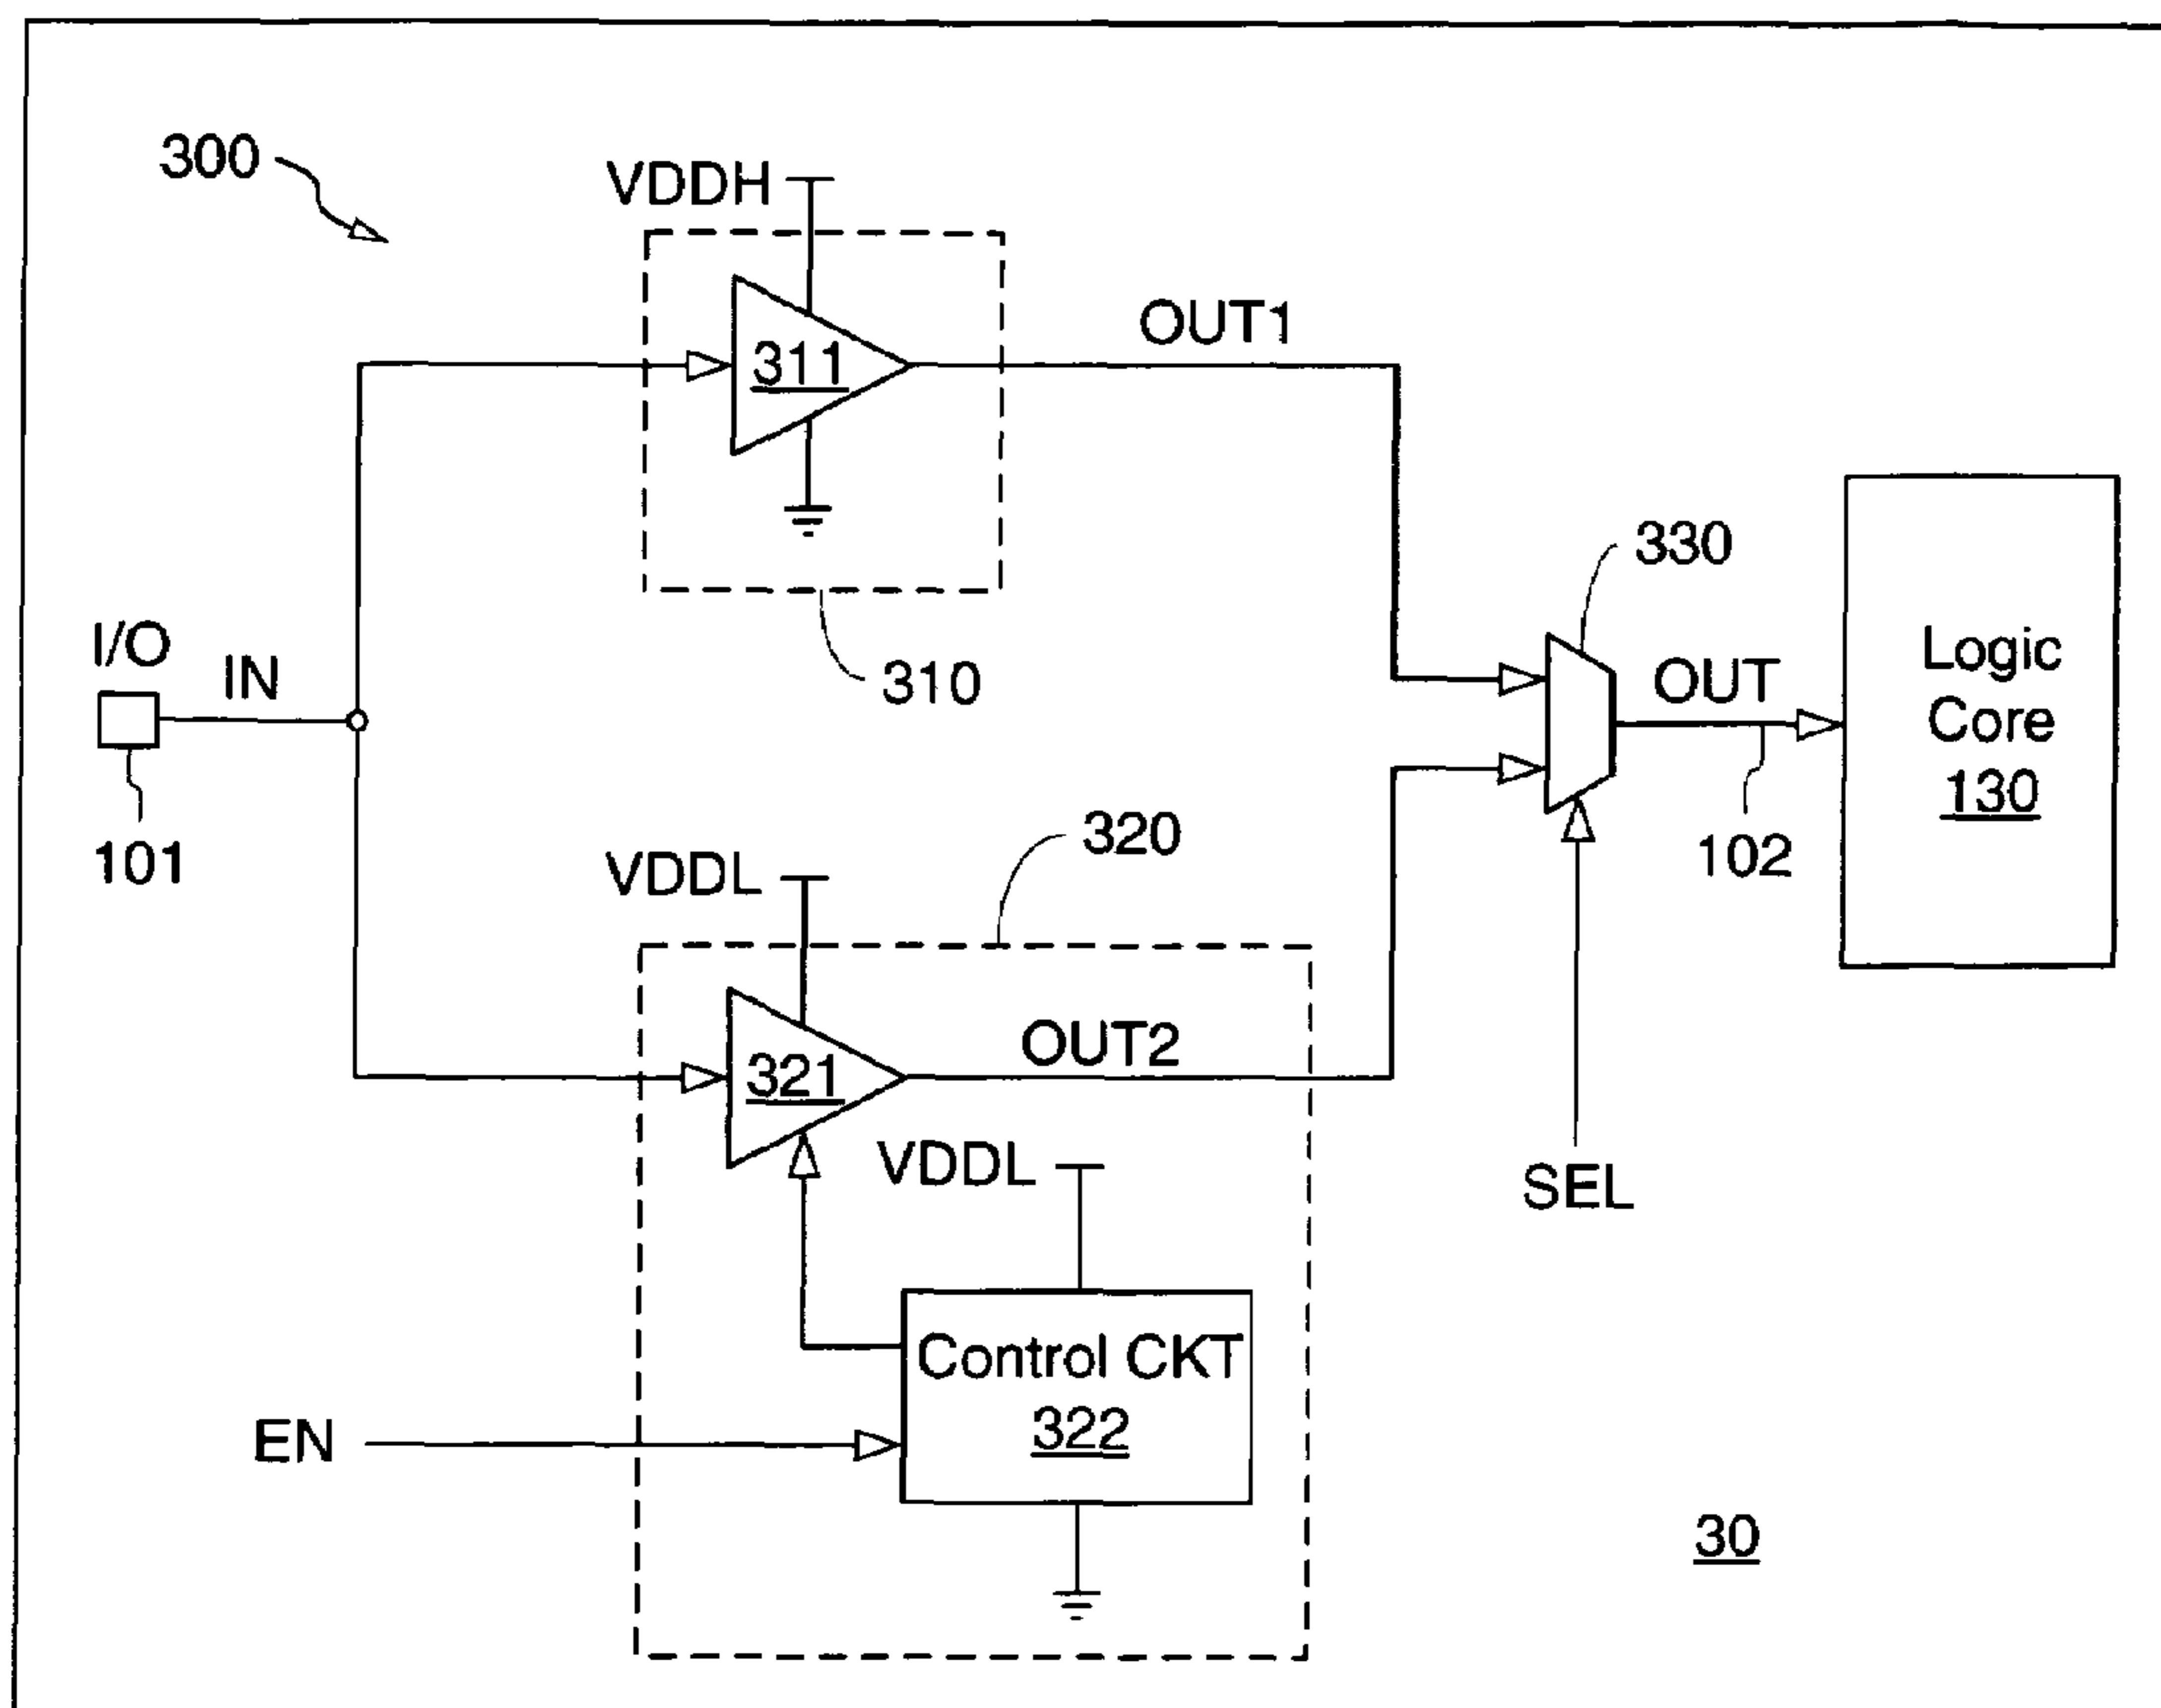 300
VDDH
311
OUT1
310
330
I/O
IN
101
OUT
102
Logic
Core
130
320
VDDL
321
OUT2
VDDL
SEL
Control CKT
322
EN
30